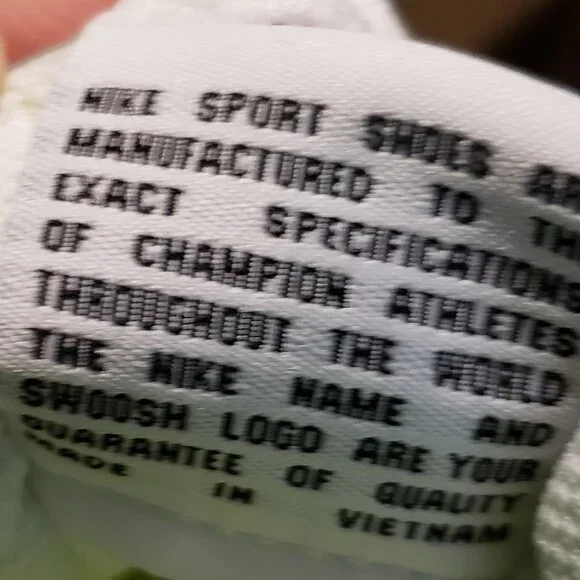 NIKE SPORT SHOES AR
MANUFACTURED TO TH
EXACT SPECIFICATIONS
OF CHAMPION ATHLETES
THROUGHOUT THE WORLD
THE NIKE NAME AND
SWOOSH LOGO ARE YOUR
GUARANTEE OF QUALITY
MADE IN VIETNAM